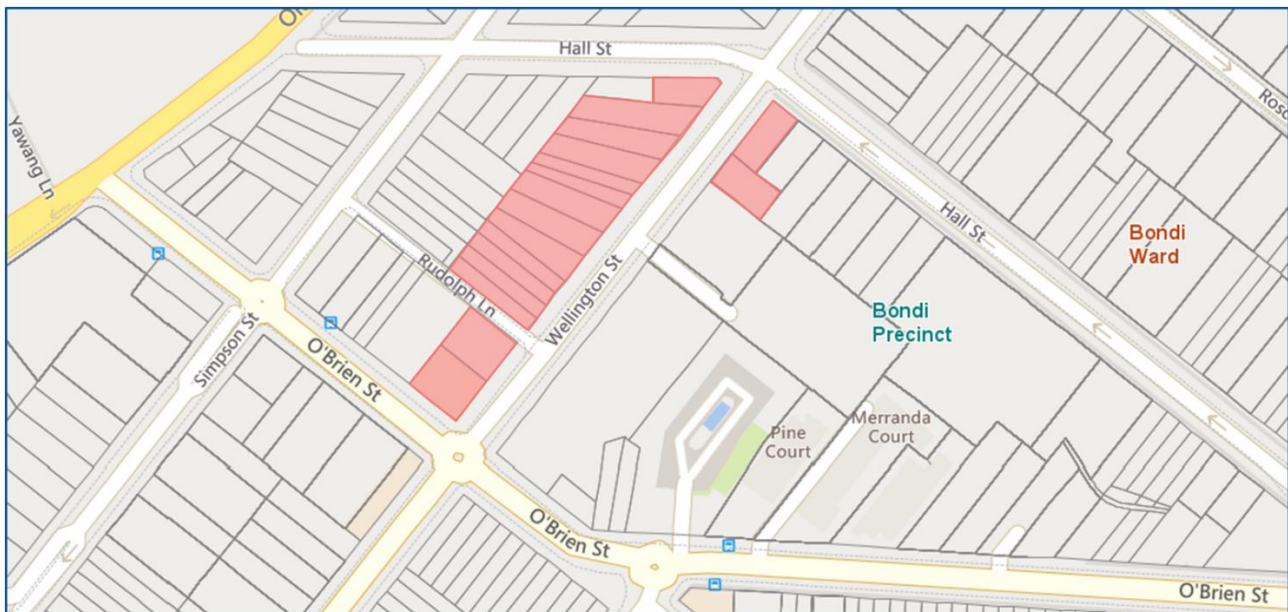 Hall St
Yawang Ln
Rudolph Ln
Wellington St
Simpson St
O'Brien St
Hall St
Bondi
Ward
Bondi
Precinct
Pine
Court
Merranda
Court
O'Brien St
O'Brien St